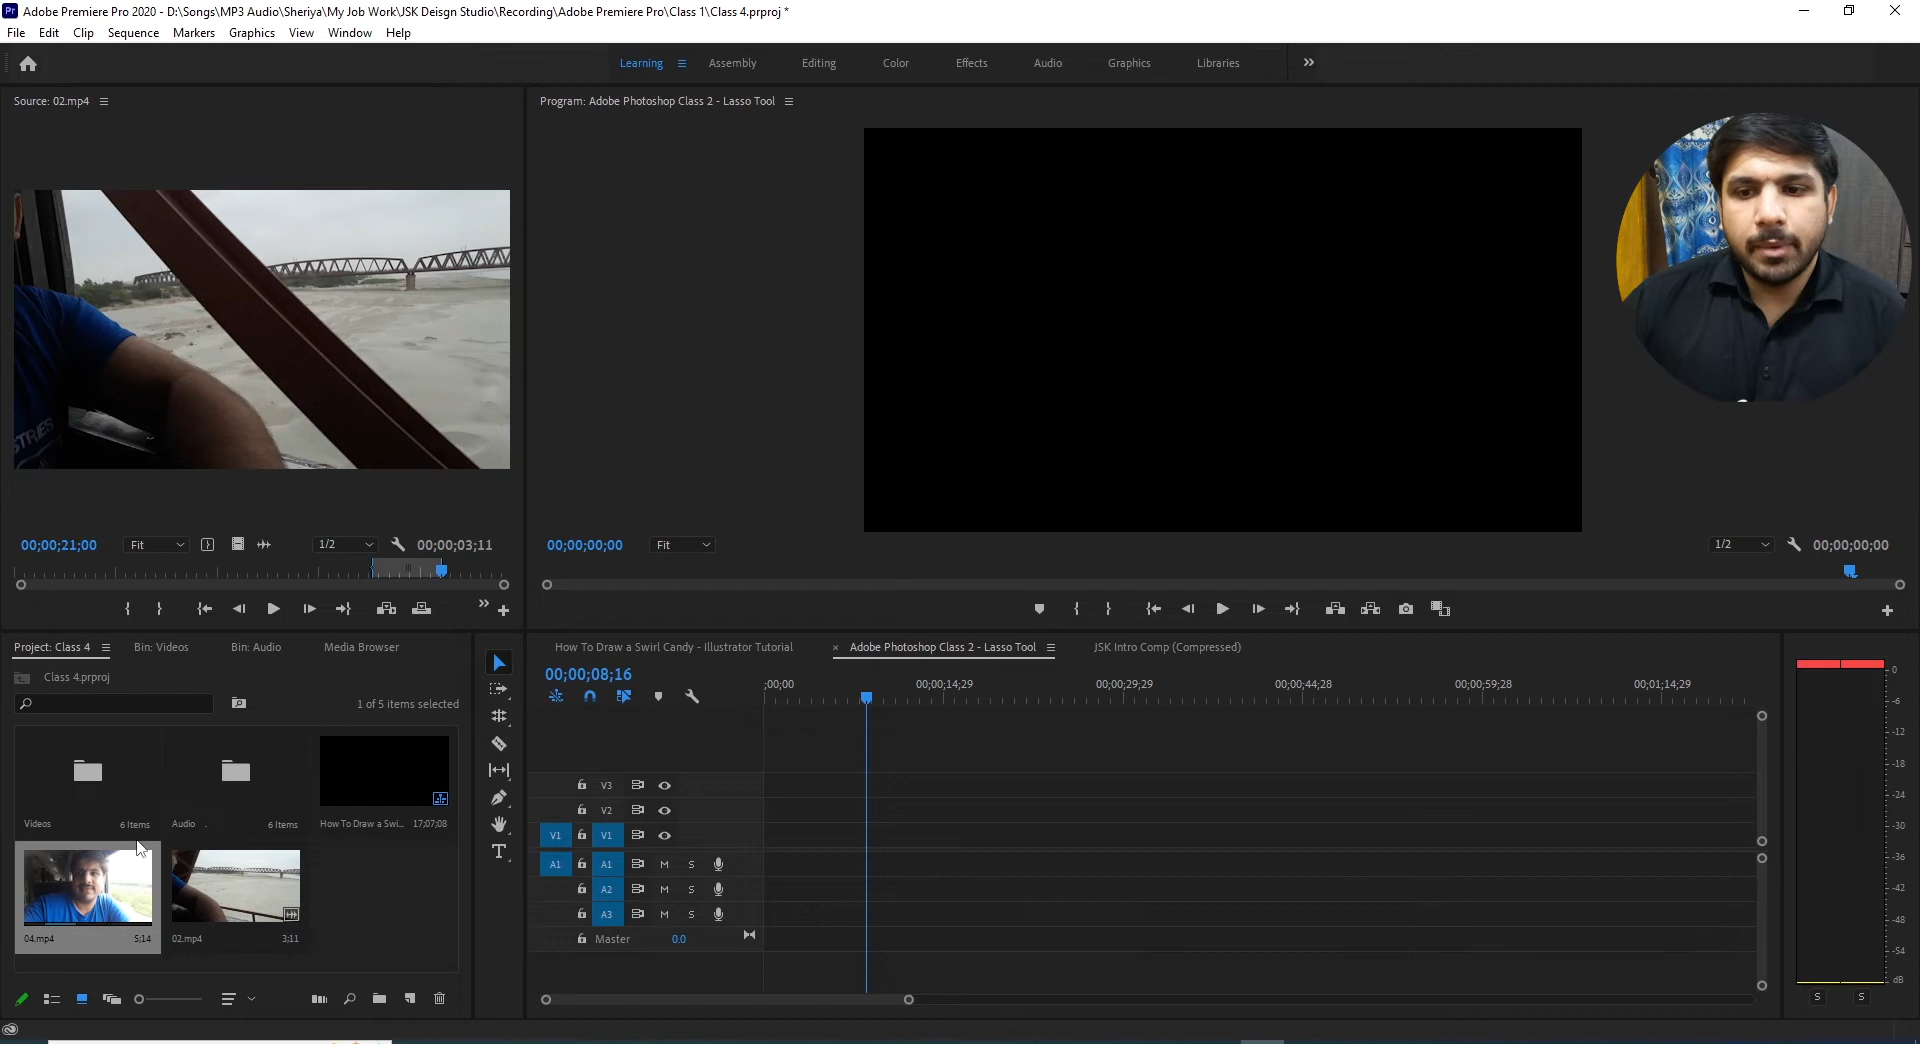 Pr Adobe Premiere Pro 2020 - D:\Songs\MP3 Audio\Sheriya\My Job Work\JSK Deisgn Studio\Recording\Adobe Premiere Pro\Class 1\Class 4.prproj *
File Edit Clip Sequence Markers Graphics View Window Help
Learning Assembly Editing Color Effects Audio Graphics Libraries
Source: 02.mp4
Program: Adobe Photoshop Class 2 - Lasso Tool
STRIES
00;00;21;00 Fit 1/2 00;00;03;11
00;00;00;00 Fit 1/2 00;00;00;00
Project: Class 4 Bin: Videos Bin: Audio Media Browser
Class 4.prproj
1 of 5 items selected
Videos 6 Items
Audio 6 Items
How To Draw a Swi... 17;07;08
04.mp4 5;14
02.mp4 3;11
How To Draw a Swirl Candy - Illustrator Tutorial
× Adobe Photoshop Class 2 - Lasso Tool
JSK Intro Comp (Compressed)
00;00;08;16
;00;00 00;00;14;29 00;00;29;29 00;00;44;28 00;00;59;28 00;01;14;29
V3
V2
V1 V1
A1 A1 M S
A2 M S
A3 M S
Master 0.0
0
-6
-12
-18
-24
-30
-36
-42
-48
-54
dB
S S